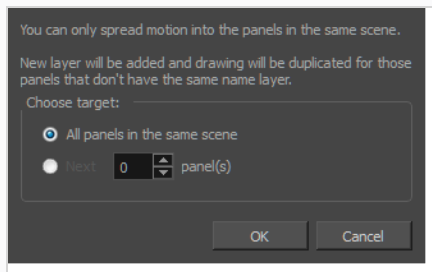 You can only spread motion into the panels in the same scene.
New layer will be added and drawing will be duplicated for those
panels that don't have the same name layer.
Choose target:
All panels in the same scene
Next 0 panel(s)
OK Cancel